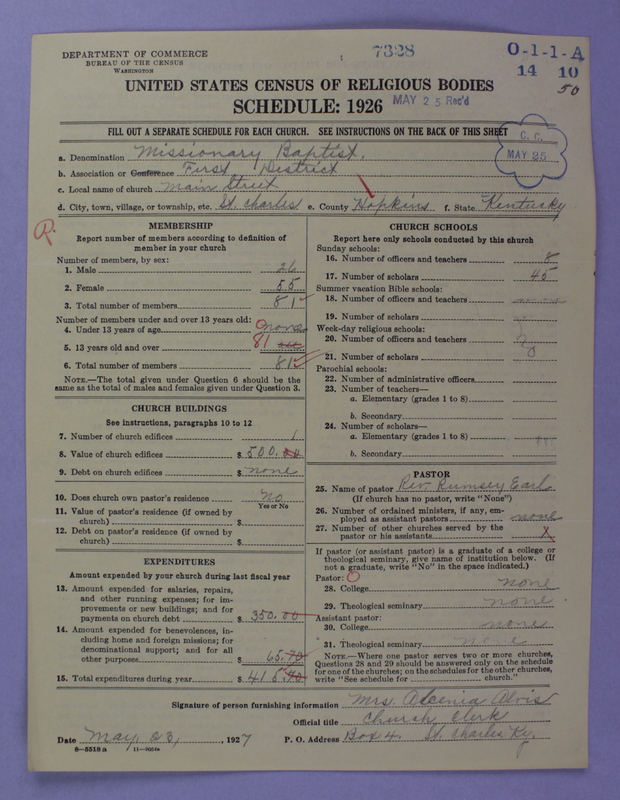 DEPARTMENT OF COMMERCE
BUREAU OF THE CENSUS
WASHINGTON
7328
O-1-1-A
14 10
50
UNITED STATES CENSUS OF RELIGIOUS BODIES
SCHEDULE: 1926
MAY 25 Rec'd
FILL OUT A SEPARATE SCHEDULE FOR EACH CHURCH. SEE INSTRUCTIONS ON THE BACK OF THIS SHEET
C. C.
MAY 25
a. Denomination Missionary Baptist.
b. Association or Conference First District
c. Local name of church Main Street
d. City, town, village, or township, etc. St. Charles e. County Hopkins f. State Kentucky
R.
MEMBERSHIP
Report number of members according to definition of
member in your church
Number of members, by sex:
1. Male 26
2. Female 55
3. Total number of members 81
Number of members under and over 13 years old:
4. Under 13 years of age 0
5. 13 years old and over 81
6. Total number of members 81
NOTE.—The total given under Question 6 should be
same as the total of males and females given under Question 3.
CHURCH BUILDINGS
See instructions, paragraphs 10 to 12
7. Number of church edifices 1
8. Value of church edifices $ 500.00
9. Debt on church edifices $ none
10. Does church own pastor's residence No
Yes or No
11. Value of pastor's residence (if owned by
church) $
12. Debt on pastor's residence (if owned by
church) $
EXPENDITURES
Amount expended by your church during last fiscal year
13. Amount expended for salaries, repairs,
and other running expenses; for im-
provements or new buildings; and for
payments on church debt $ 350.00
14. Amount expended for benevolences, in-
cluding home and foreign missions; for
denominational support; and for all
other purposes $ 65.70
15. Total expenditures during year $ 415.70
CHURCH SCHOOLS
Report here only schools conducted by this church
Sunday schools:
16. Number of officers and teachers 8
17. Number of scholars 45
Summer vacation Bible schools:
18. Number of officers and teachers
19. Number of scholars
Week-day religious schools:
20. Number of officers and teachers
21. Number of scholars
Parochial schools:
22. Number of administrative officers
23. Number of teachers—
a. Elementary (grades 1 to 8)
b. Secondary
24. Number of scholars—
a. Elementary (grades 1 to 8)
b. Secondary
PASTOR
25. Name of pastor Rev. Rumsey Earl
(If church has no pastor, write "None")
26. Number of ordained ministers, if any, em-
ployed as assistant pastors none
27. Number of other churches served by the
pastor or his assistants X
If pastor (or assistant pastor) is a graduate of a college or
theological seminary, give name of institution below. (If
not a graduate, write "No" in the space indicated.)
Pastor: O
28. College none
29. Theological seminary none
Assistant pastor:
30. College none
31. Theological seminary none
NOTE.—Where one pastor serves two or more churches,
Questions 28 and 29 should be answered only on the schedule
for one of the churches; on the schedules for the other churches,
write "See schedule for church."
Signature of person furnishing information Mrs. Alvis
Official title Church Clerk
Date May, 23, , 1927 P. O. Address Box 4. St. Charles Ky.
6-5518 a 11-9054a